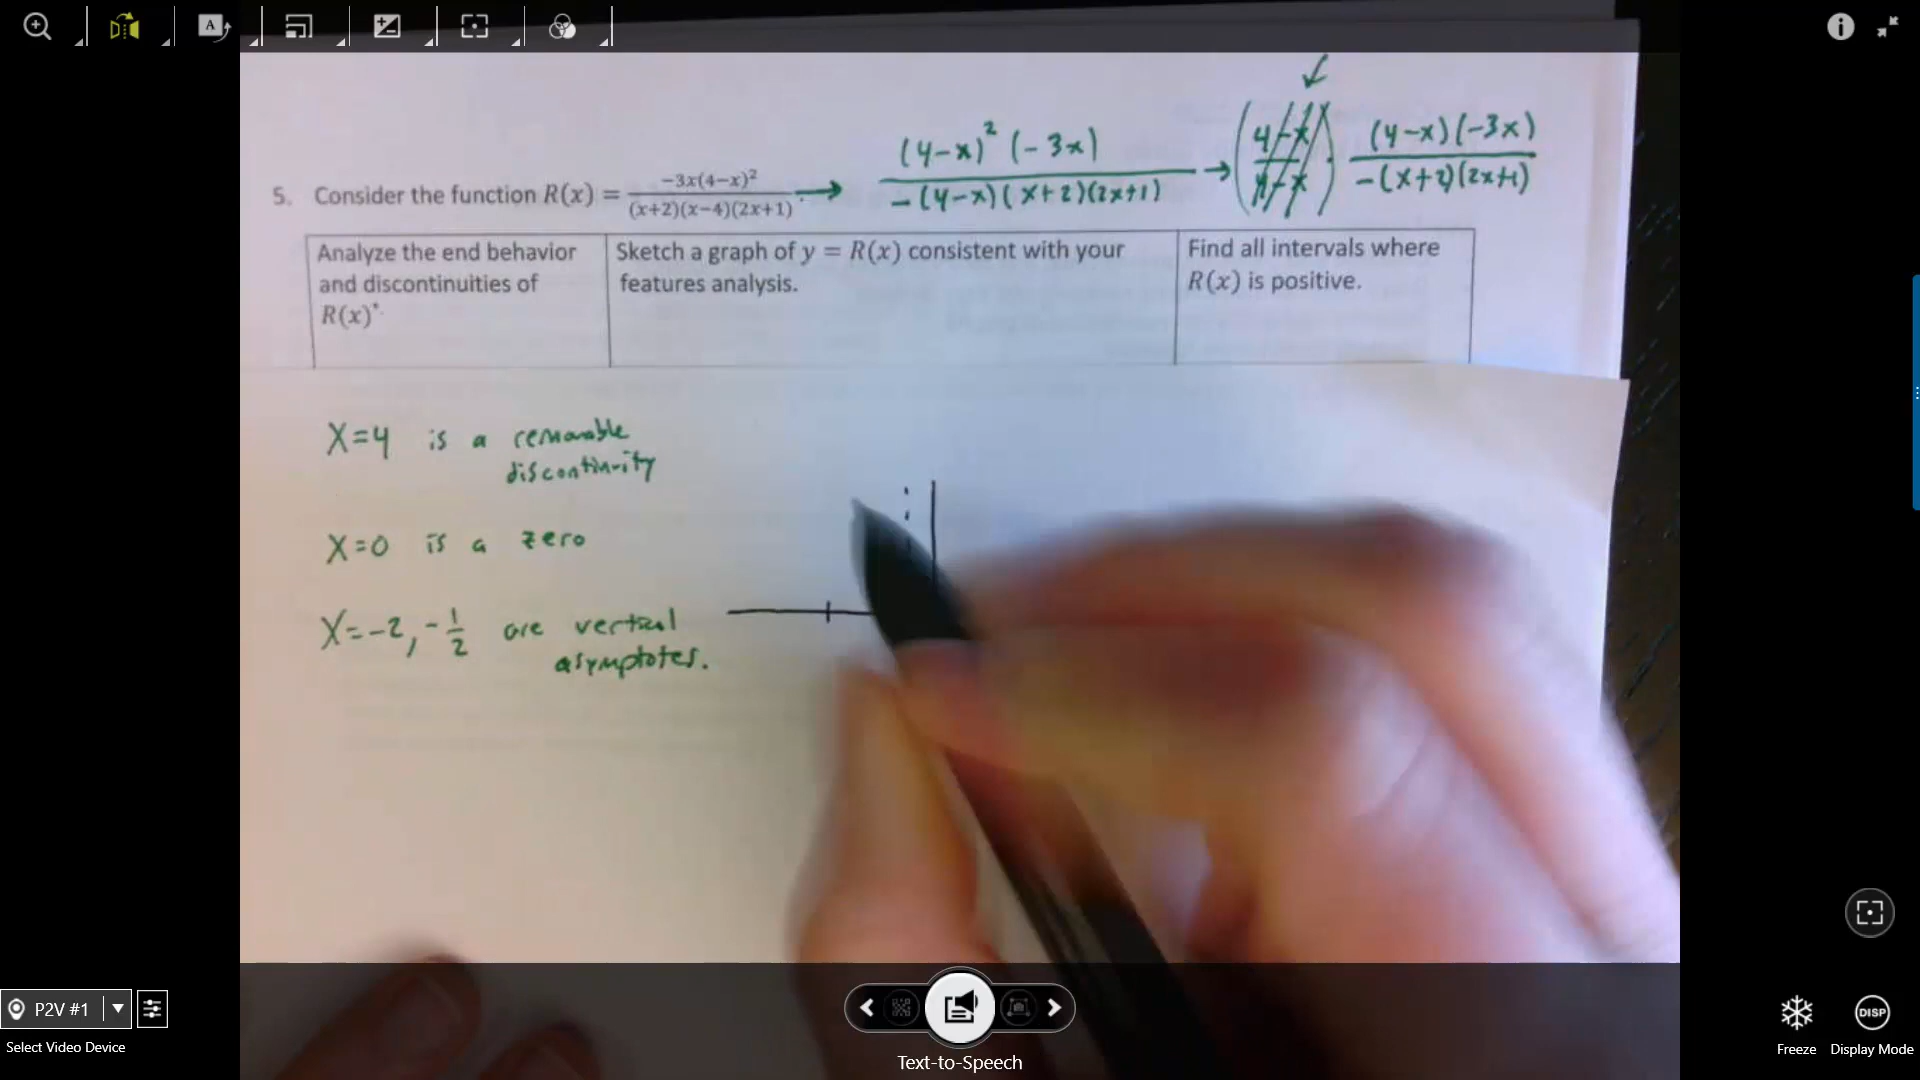 ↓
(4-x)² (-3x) / -(4-x)(x+2)(2x+1) → (4-x / 4-x) · (4-x)(-3x) / -(x+2)(2x+1)
5. Consider the function R(x) = -3x(4-x)² / (x+2)(x-4)(2x+1). →
Analyze the end behavior
and discontinuities of
R(x)*.
Sketch a graph of y = R(x) consistent with your
features analysis.
Find all intervals where
R(x) is positive.
X=4 is a removable
discontinuity
X=0 is a zero
X=-2, -1/2 are vertical
asymptotes.
P2V #1
Select Video Device
Text-to-Speech
Freeze
DISP
Display Mode